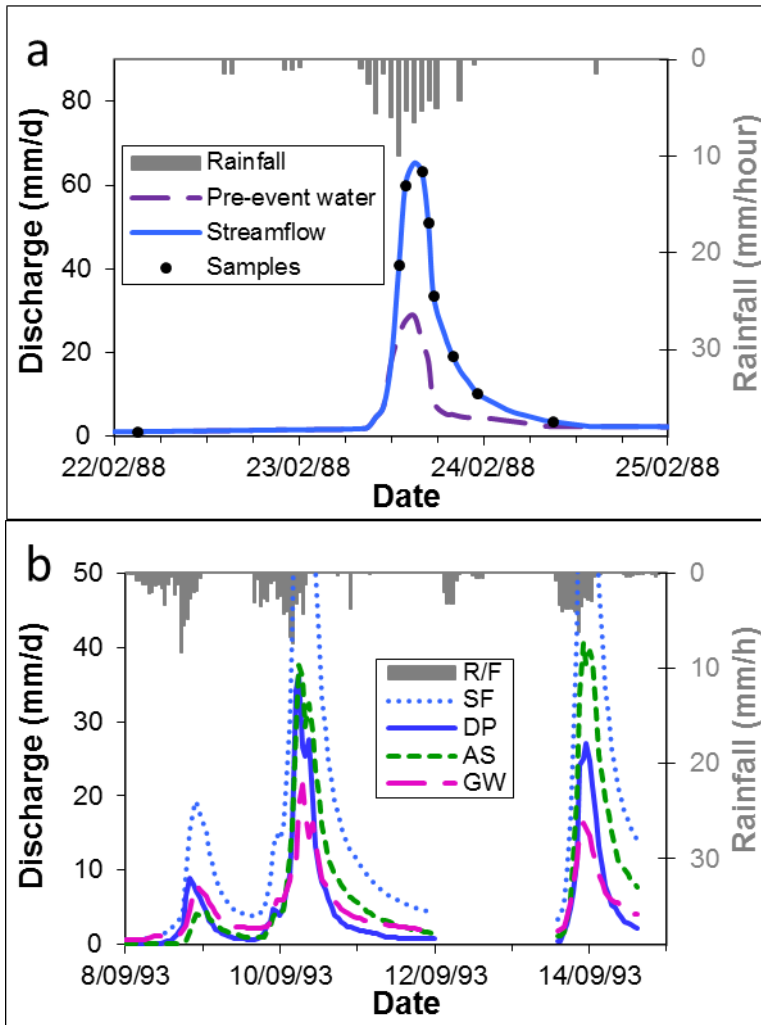 a
Discharge (mm/d)
80
60
40
20
0
Rainfall
Pre-event water
Streamflow
Samples
0
10
20
30
Rainfall (mm/hour)
22/02/88 23/02/88 24/02/88 25/02/88
Date
b
Discharge (mm/d)
50
40
30
20
10
0
R/F
SF
DP
AS
GW
0
10
20
30
Rainfall (mm/h)
8/09/93 10/09/93 12/09/93 14/09/93
Date